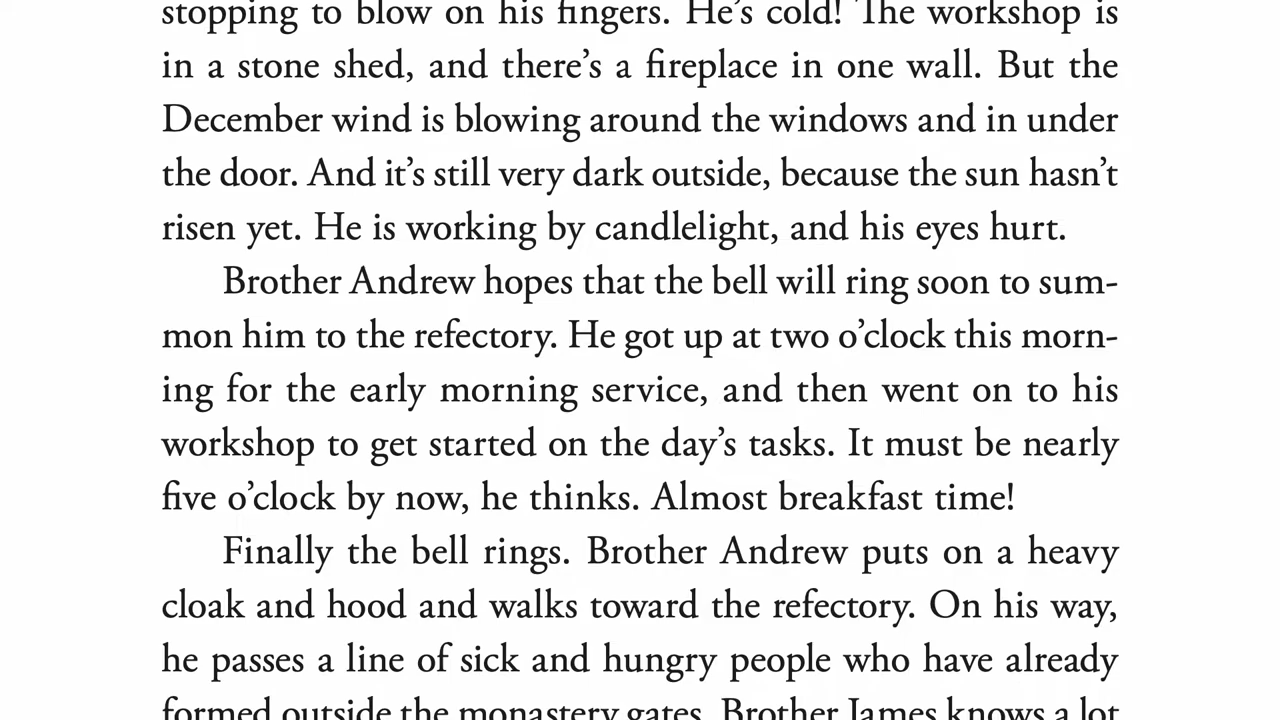 stopping to blow on his fingers. He’s cold! The workshop is
in a stone shed, and there’s a fireplace in one wall. But the
December wind is blowing around the windows and in under
the door. And it’s still very dark outside, because the sun hasn’t
risen yet. He is working by candlelight, and his eyes hurt.
Brother Andrew hopes that the bell will ring soon to sum-
mon him to the refectory. He got up at two o’clock this morn-
ing for the early morning service, and then went on to his
workshop to get started on the day’s tasks. It must be nearly
five o’clock by now, he thinks. Almost breakfast time!
Finally the bell rings. Brother Andrew puts on a heavy
cloak and hood and walks toward the refectory. On his way,
he passes a line of sick and hungry people who have already
formed outside the monastery gates. Brother James knows a lot